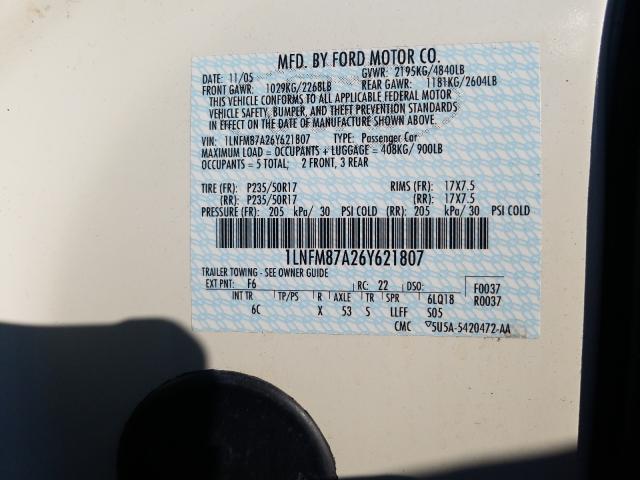 MFD. BY FORD MOTOR CO.
DATE: 11/05 GVWR: 2195KG/4840LB
FRONT GAWR: 1029KG/2268LB REAR GAWR: 1181KG/2604LB
THIS VEHICLE CONFORMS TO ALL APPLICABLE FEDERAL MOTOR
VEHICLE SAFETY, BUMPER, AND THEFT PREVENTION STANDARDS
IN EFFECT ON THE DATE OF MANUFACTURE SHOWN ABOVE.
VIN: 1LNFM87A26Y621807 TYPE: Passenger Car
MAXIMUM LOAD = OCCUPANTS + LUGGAGE = 408KG/ 900LB
OCCUPANTS = 5 TOTAL; 2 FRONT, 3 REAR
TIRE (FR): P235/50R17 RIMS (FR): 17X7.5
(RR): P235/50R17 (RR): 17X7.5
PRESSURE (FR): 205 kPa/ 30 PSI COLD (RR): 205 kPa/ 30 PSI COLD
1LNFM87A26Y621807
TRAILER TOWING - SEE OWNER GUIDE
EXT PNT: F6 RC: 22 DSO: F0037
INT TR TP/PS R AXLE TR SPR 6LQ18 R0037
6C X 53 S LLFF S05
CMC ▽5U5A-5420472-AA